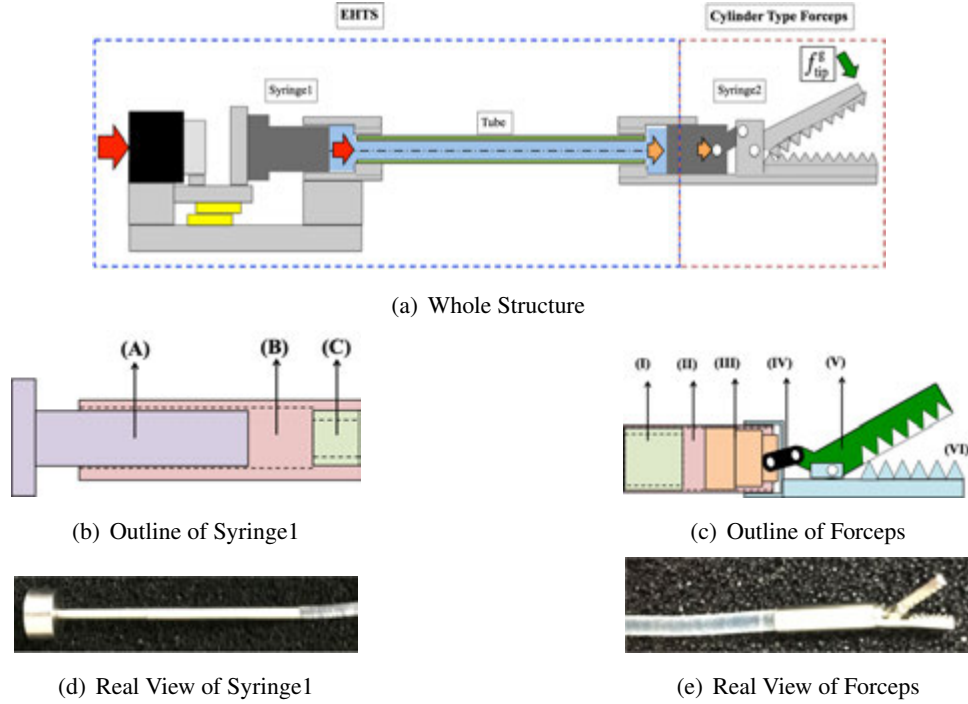 EHTS
Cylinder Type Forceps
f_tip^g
Syringe1
Tube
Syringe2
(a) Whole Structure
(A)
(B)
(C)
(I)
(II)
(III)
(IV)
(V)
(VI)
(b) Outline of Syringe1
(c) Outline of Forceps
(d) Real View of Syringe1
(e) Real View of Forceps